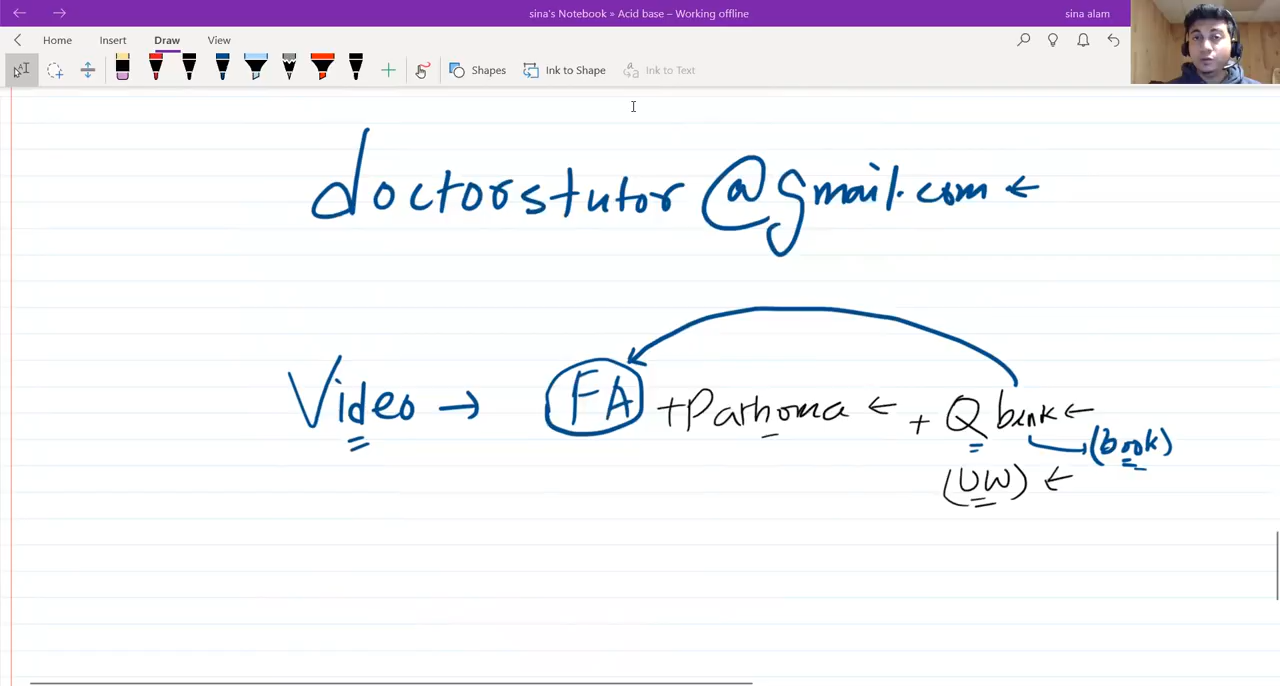 sina's Notebook » Acid base – Working offline
sina alam
Home Insert Draw View
Shapes Ink to Shape Ink to Text
doctorstutor@gmail.com ←
Video → FA + Pathoma ← + Q bank ←
(book)
(UW) ←